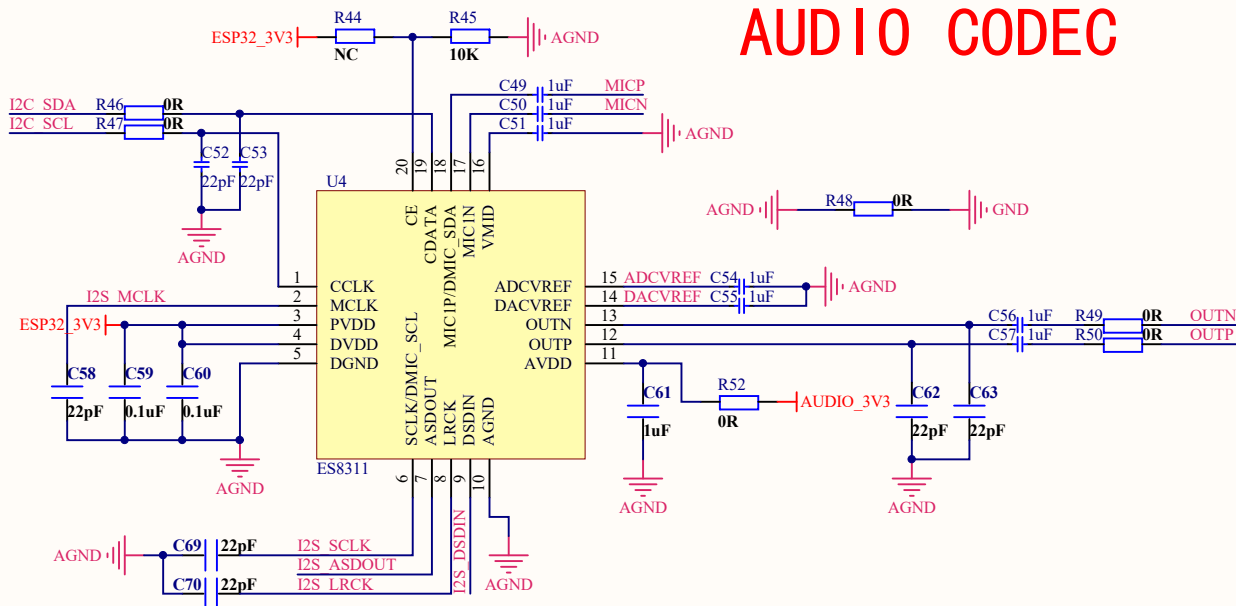 AUDIO CODEC
R44
R45
ESP32_3V3
AGND
NC
10K
C49
1uF
MICP
C50
1uF
MICN
C51
1uF
AGND
I2C_SDA
R46
0R
I2C_SCL
R47
0R
C52
C53
22pF
22pF
AGND
20
19
18
17
16
U4
CE
CDATA
MIC1P/DMIC_SDA
MIC1N
VMID
AGND
R48
0R
GND
1
CCLK
I2S_MCLK
2
MCLK
ESP32_3V3
3
PVDD
4
DVDD
5
DGND
ADCVREF
15
ADCVREF
C54
1uF
AGND
DACVREF
14
DACVREF
C55
1uF
OUTN
13
C56
1uF
R49
0R
OUTN
OUTP
12
C57
1uF
R50
0R
OUTP
AVDD
11
C58
C59
C60
22pF
0.1uF
0.1uF
AGND
SCLK/DMIC_SCL
ASDOUT
LRCK
DSDIN
AGND
ES8311
6
7
8
9
10
C61
1uF
AGND
R52
0R
AUDIO_3V3
C62
C63
22pF
22pF
AGND
AGND
C69
22pF
I2S_SCLK
I2S_ASDOUT
C70
22pF
I2S_LRCK
I2S_DSDIN
AGND